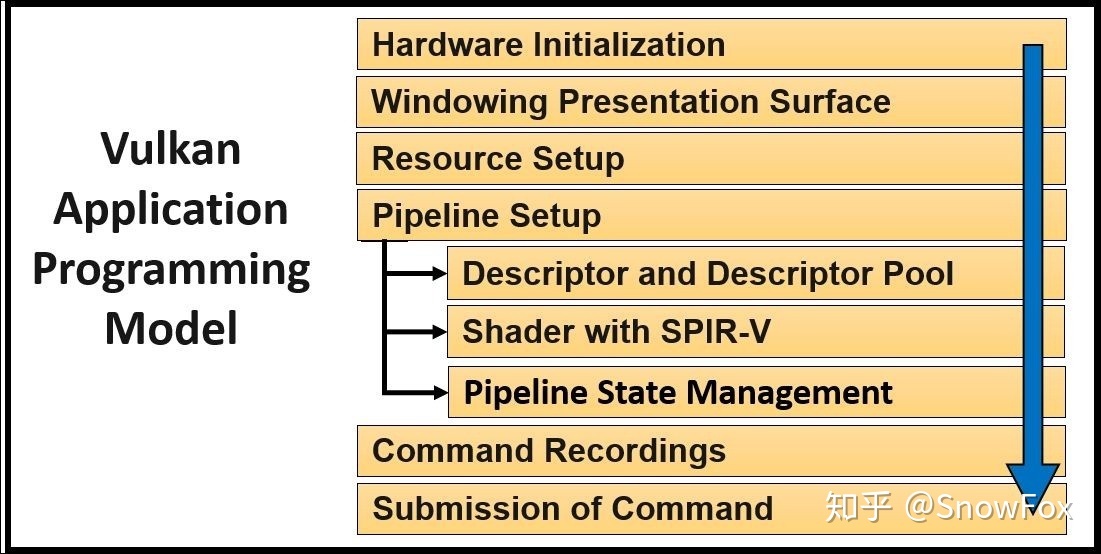 Vulkan
Application
Programming
Model
Hardware Initialization
Windowing Presentation Surface
Resource Setup
Pipeline Setup
Descriptor and Descriptor Pool
Shader with SPIR-V
Pipeline State Management
Command Recordings
Submission of Command
知乎 @SnowFox